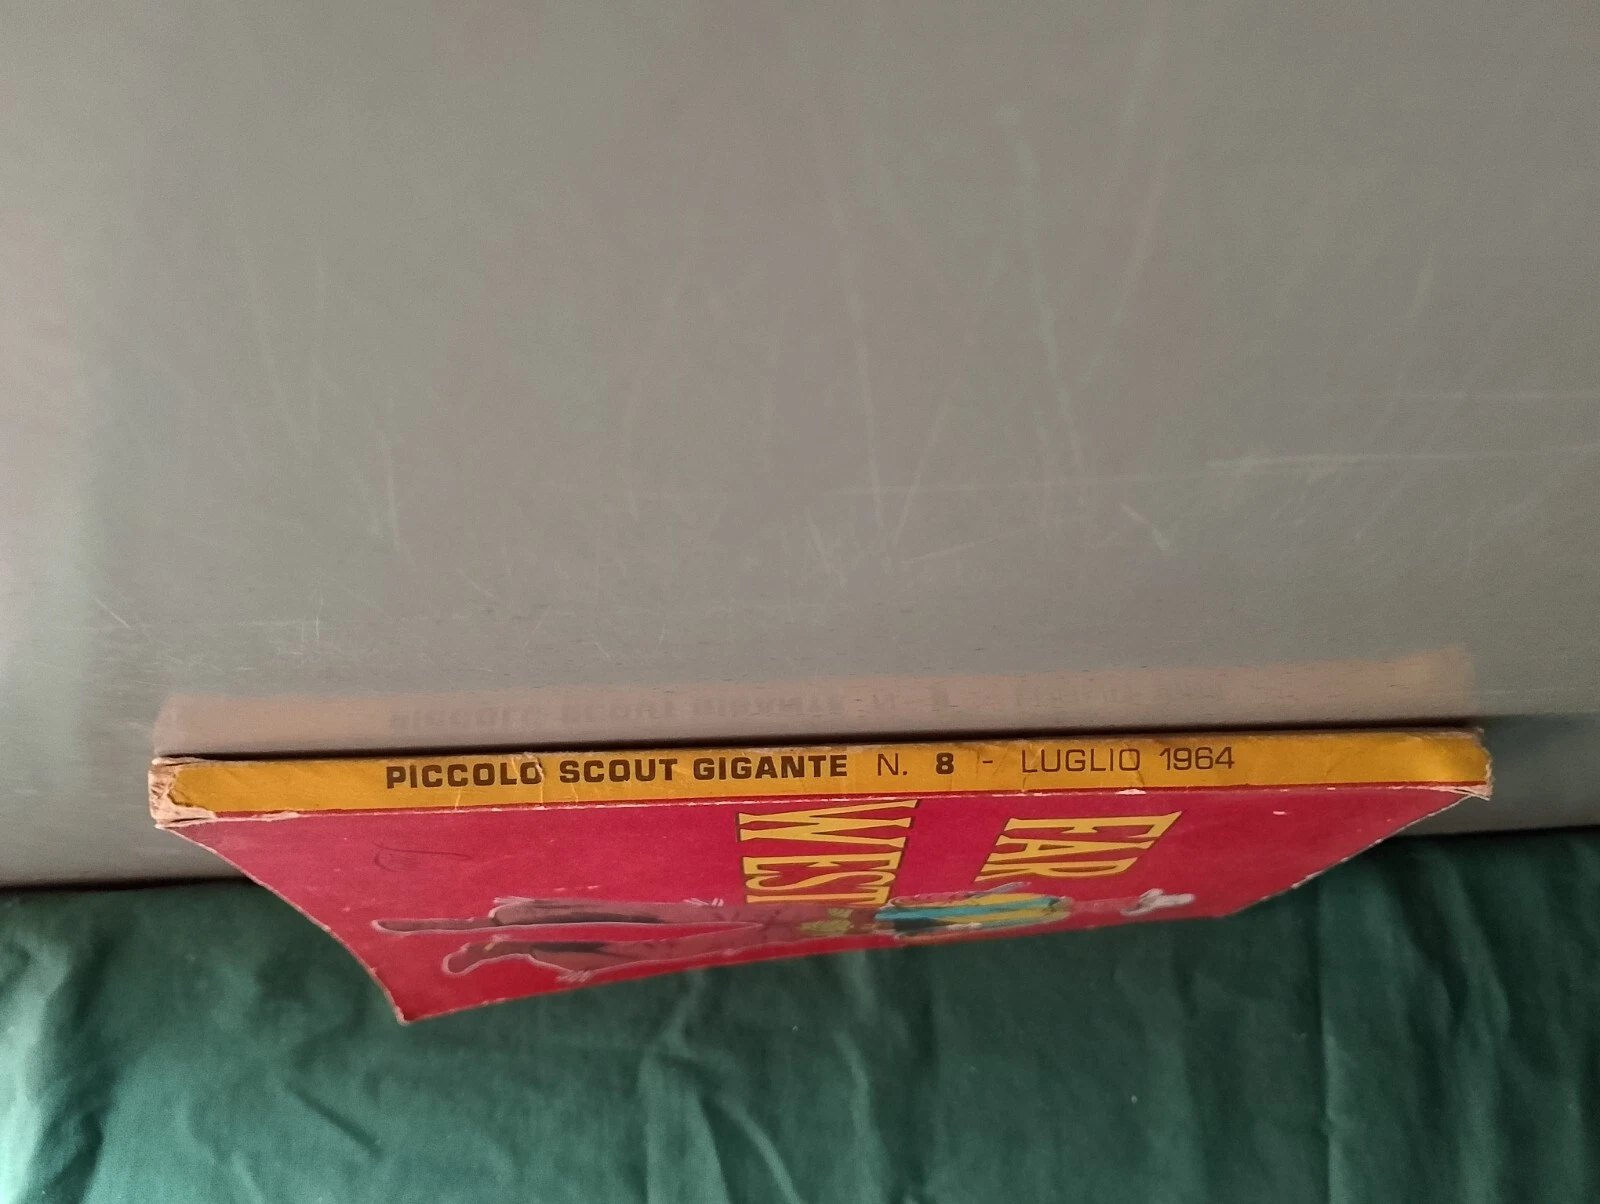 PICCOLO SCOUT GIGANTE N. 8 - LUGLIO 1964
FAR
WEST